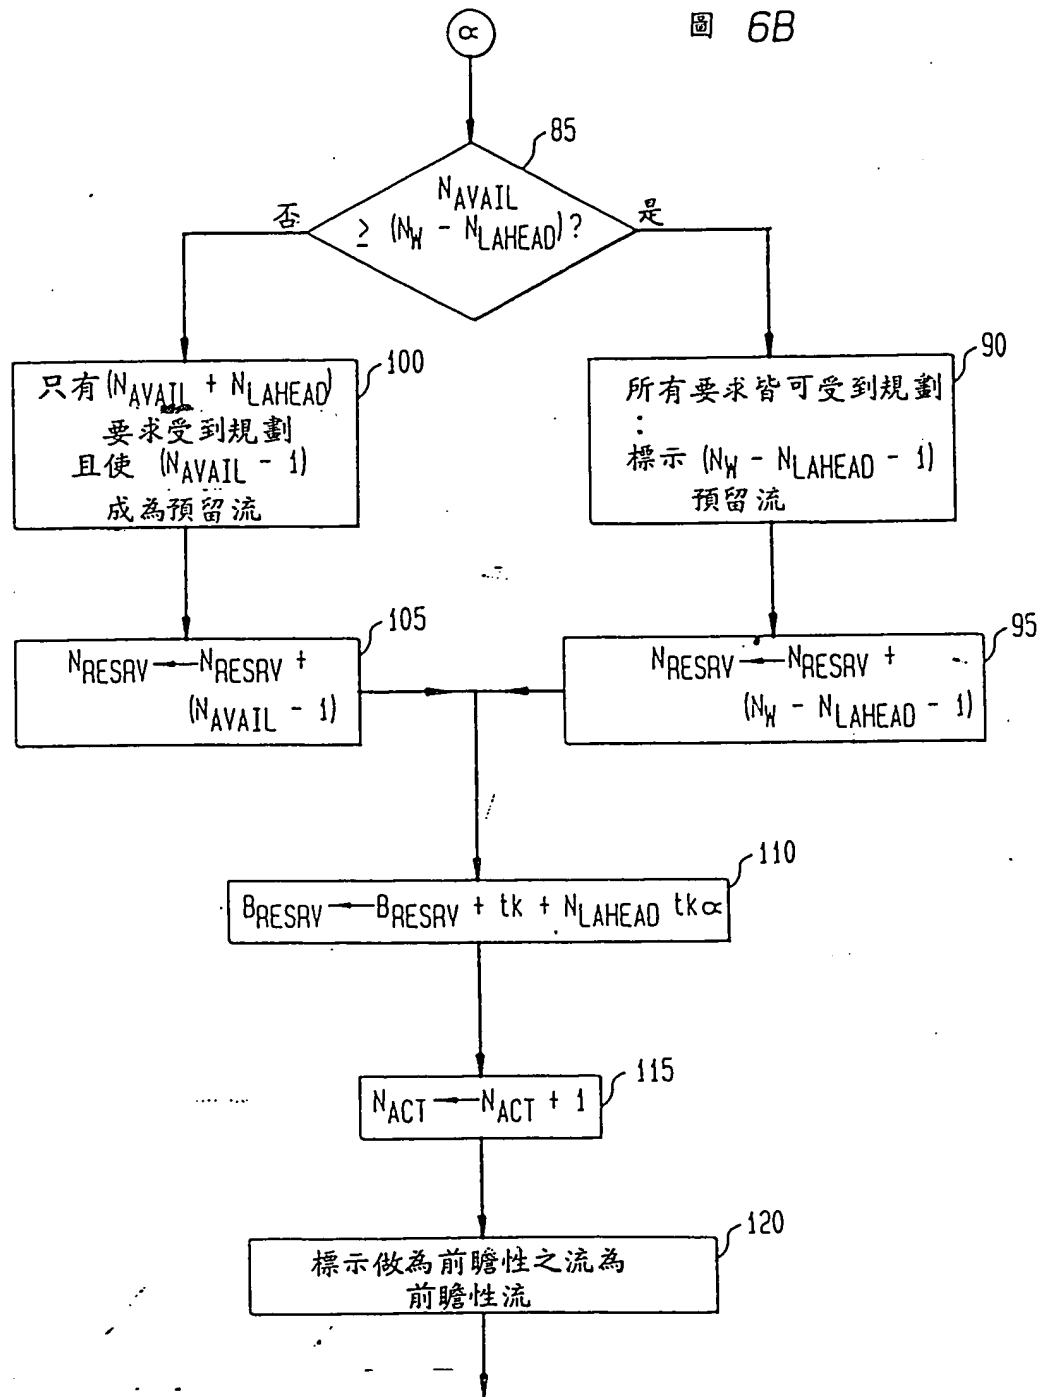 ∝
圖 6B
85
N_AVAIL
≥ (N_W - N_LAHEAD)?
否
是
100
只有(N_AVAIL + N_LAHEAD)
要求受到規劃
且使 (N_AVAIL - 1)
成為預留流
90
所有要求皆可受到規劃
:
標示 (N_W - N_LAHEAD - 1)
預留流
105
N_RESRV ← N_RESRV +
(N_AVAIL - 1)
95
N_RESRV ← N_RESRV +
(N_W - N_LAHEAD - 1)
110
B_RESRV ← B_RESRV + tk + N_LAHEAD tk∝
115
N_ACT ← N_ACT + 1
120
標示做為前瞻性之流為
前瞻性流